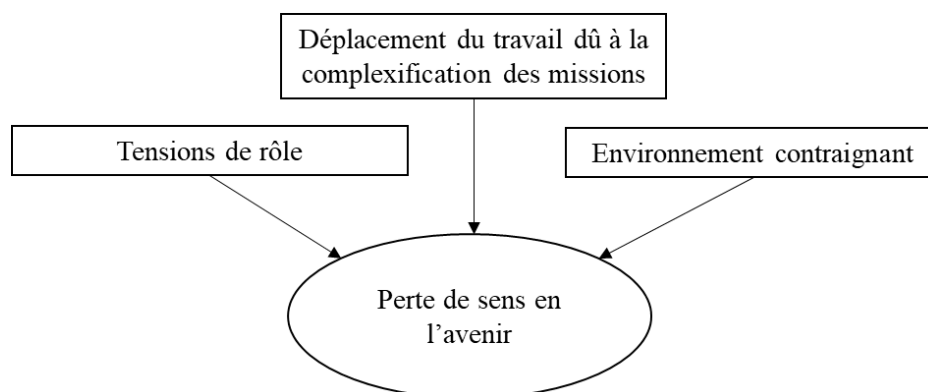 Déplacement du travail dû à la
complexification des missions
Tensions de rôle
Environnement contraignant
Perte de sens en
l’avenir